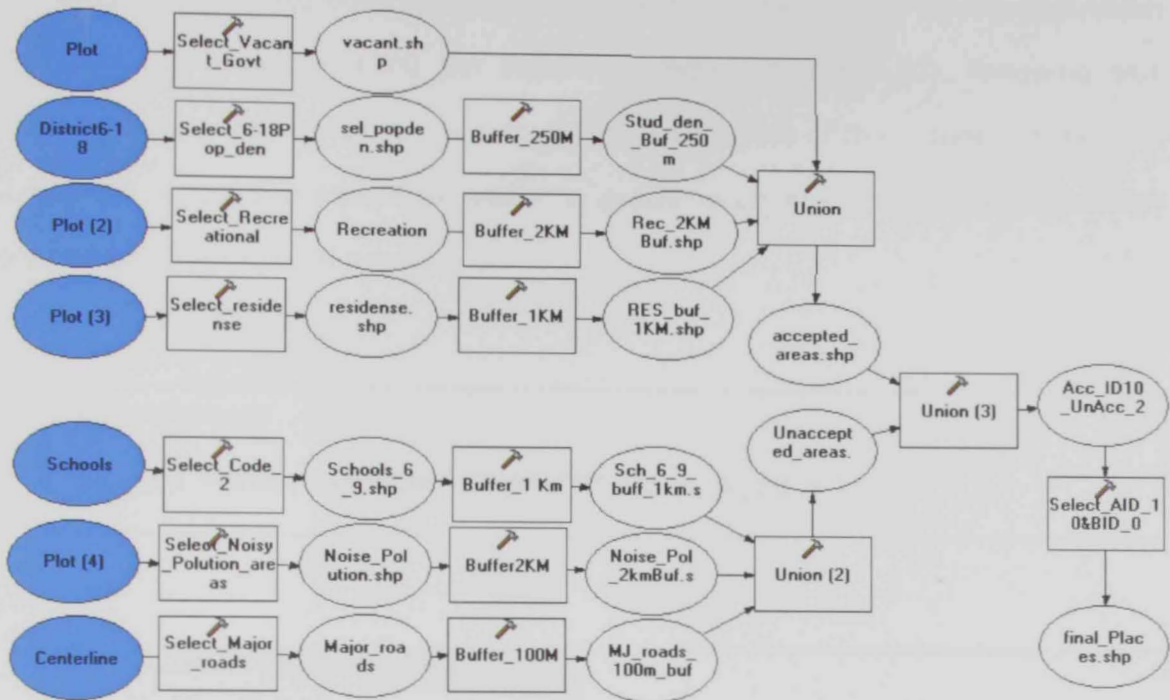 Plot
Select_Vacan
t_Govt
vacant.sh
p
District6-1
8
Select_6-18P
op_den
sel_popde
n.shp
Buffer_250M
Stud_den_
_Buf_250
m
Plot (2)
Select_Recre
ational
Recreation
Buffer_2KM
Rec_2KM
Buf.shp
Union
Plot (3)
Select_reside
nse
residense.
shp
Buffer_1KM
RES_buf_
1KM.shp
accepted_
areas.shp
Union (3)
Acc_ID10
_UnAcc_2
Schools
Select_Code_
2
Schools_6
_9.shp
Buffer_1 Km
Sch_6_9_
buff_1km.s
Unaccept
ed_areas.
Select_AID_1
0&BID_0
Plot (4)
Select_Noisy
_Polution_are
as
Noise_Pol
ution.shp
Buffer2KM
Noise_Pol
_2kmBuf.s
Union (2)
Centerline
Select_Major
_roads
Major_roa
ds
Buffer_100M
MJ_roads_
100m_buf
final_Plac
es.shp